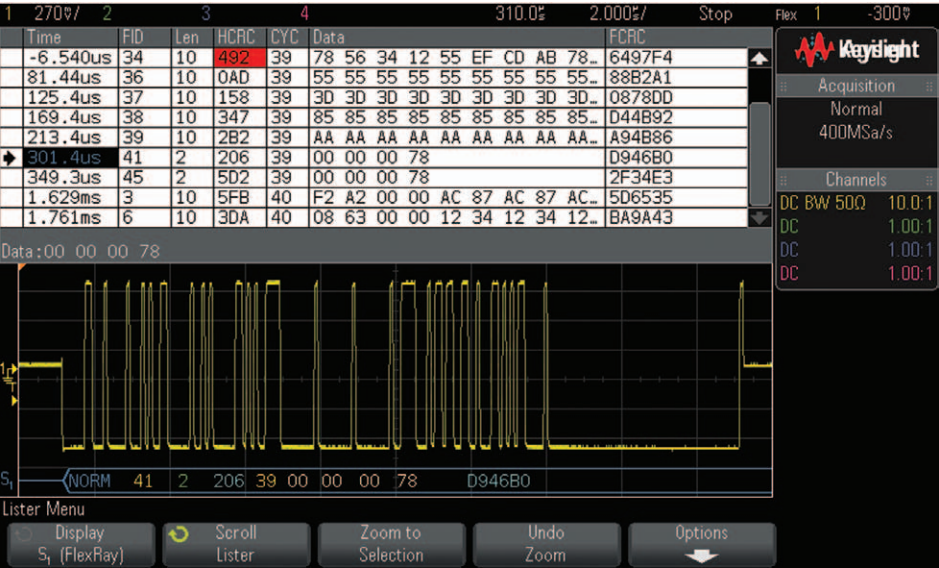 1 270▽/ 2 3 4 310.0s 2.000s/ Stop Flex 1 -300▽
Time FID Len HCRC CYC Data FCRC
-6.540us 34 10 492 39 78 56 34 12 55 EF CD AB 78… 6497F4
81.44us 36 10 0AD 39 55 55 55 55 55 55 55 55 55… 88B2A1
125.4us 37 10 158 39 3D 3D 3D 3D 3D 3D 3D 3D 3D… 0878DD
169.4us 38 10 347 39 85 85 85 85 85 85 85 85 85… D44B92
213.4us 39 10 2B2 39 AA AA AA AA AA AA AA AA AA… A94B86
301.4us 41 2 206 39 00 00 00 78 D946B0
349.3us 45 2 5D2 39 00 00 00 78 2F34E3
1.629ms 3 10 5FB 40 F2 A2 00 00 AC 87 AC 87 AC… 5D6535
1.761ms 6 10 3DA 40 08 63 00 00 12 34 12 34 12… BA9A43
Data:00 00 00 78
Acquisition
Normal
400MSa/s
Channels
DC BW 50Ω 10.0:1
DC 1.00:1
DC 1.00:1
DC 1.00:1
1
S1 NORM 41 2 206 39 00 00 00 78 D946B0
Lister Menu
Display
S1 (FlexRay)
Scroll
Lister
Zoom to
Selection
Undo
Zoom
Options